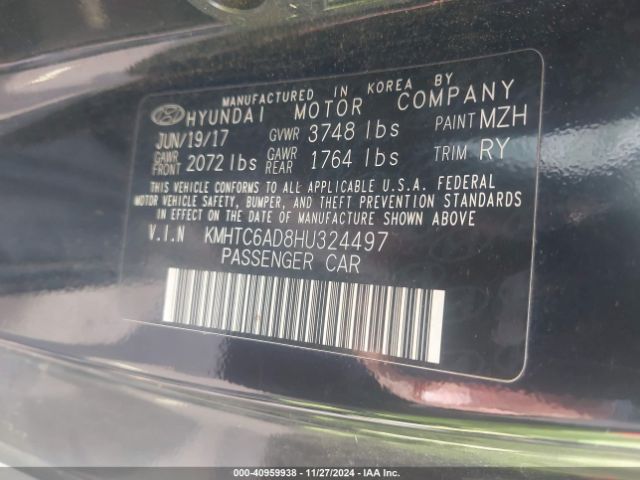 MANUFACTURED IN KOREA BY
HYUNDAI MOTOR COMPANY
JUN/19/17 GVWR 3748 lbs PAINT MZH
GAWR FRONT 2072 lbs GAWR REAR 1764 lbs TRIM RY
THIS VEHICLE CONFORMS TO ALL APPLICABLE U.S.A. FEDERAL
MOTOR VEHICLE SAFETY, BUMPER, AND THEFT PREVENTION STANDARDS
IN EFFECT ON THE DATE OF MANUFACTURE SHOWN ABOVE.
V.I.N KMHTC6AD8HU324497
PASSENGER CAR
000-40959938 - 11/27/2024 - IAA Inc.